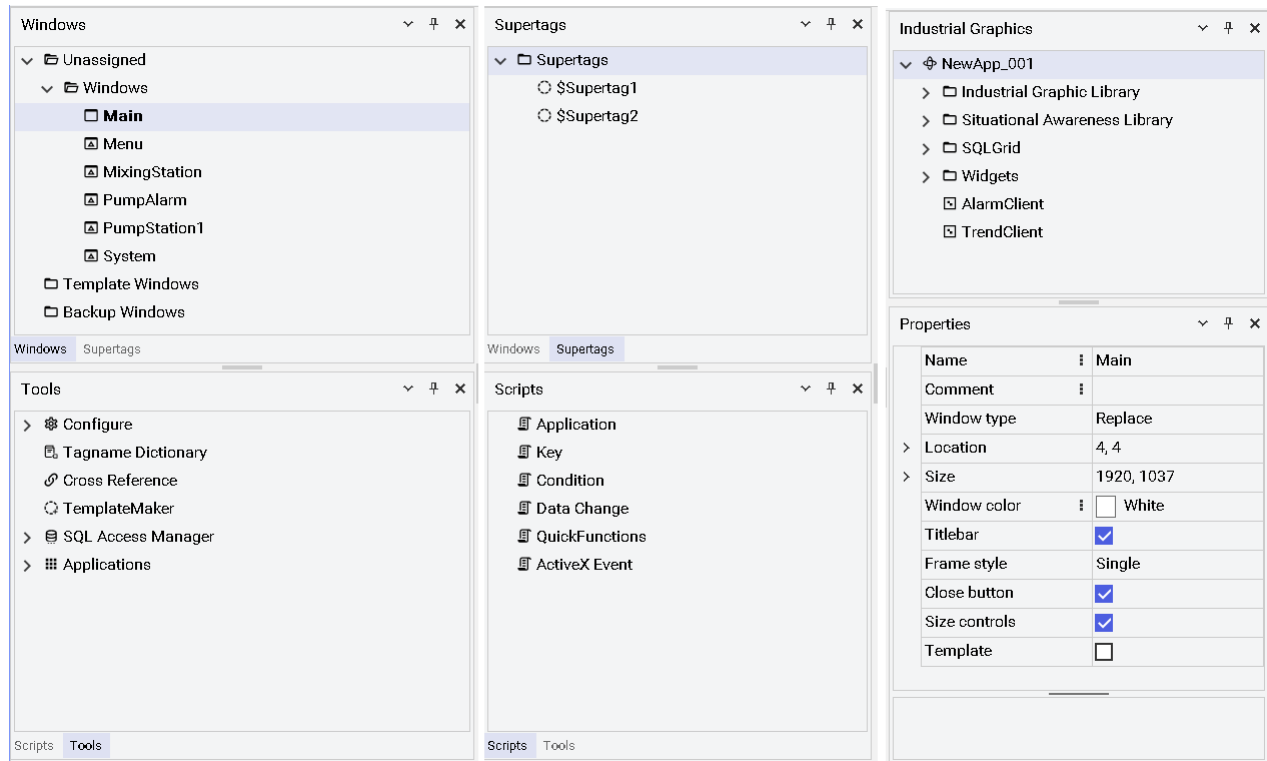 Windows
Unassigned
Windows
Main
Menu
MixingStation
PumpAlarm
PumpStation1
System
Template Windows
Backup Windows
Windows Supertags
Tools
Configure
Tagname Dictionary
Cross Reference
TemplateMaker
SQL Access Manager
Applications
Scripts Tools
Supertags
Supertags
$Supertag1
$Supertag2
Windows Supertags
Scripts
Application
Key
Condition
Data Change
QuickFunctions
ActiveX Event
Scripts Tools
Industrial Graphics
NewApp_001
Industrial Graphic Library
Situational Awareness Library
SQLGrid
Widgets
AlarmClient
TrendClient
Properties
Name Main
Comment
Window type Replace
Location 4, 4
Size 1920, 1037
Window color White
Titlebar
Frame style Single
Close button
Size controls
Template